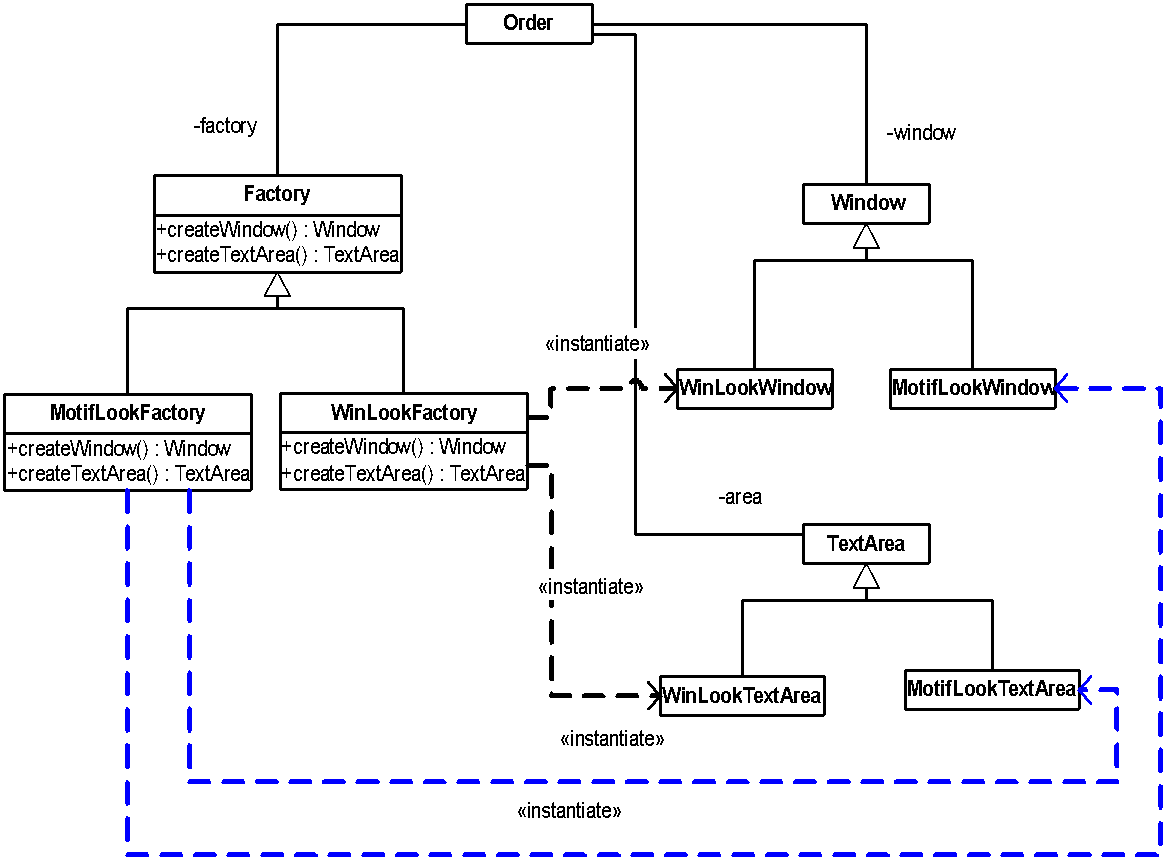 Order
-factory
-window
Factory
+createWindow() : Window
+createTextArea() : TextArea
Window
«instantiate»
WinLookWindow
MotifLookWindow
MotifLookFactory
+createWindow() : Window
+createTextArea() : TextArea
WinLookFactory
+createWindow() : Window
+createTextArea() : TextArea
-area
TextArea
«instantiate»
WinLookTextArea
MotifLookTextArea
«instantiate»
«instantiate»